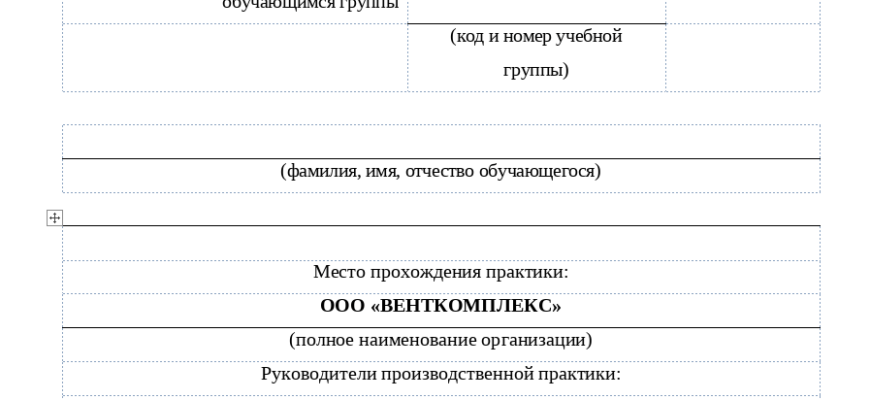 обучающимся группы
(код и номер учебной
группы)
(фамилия, имя, отчество обучающегося)
Место прохождения практики:
ООО «ВЕНТКОМПЛЕКС»
(полное наименование организации)
Руководители производственной практики: